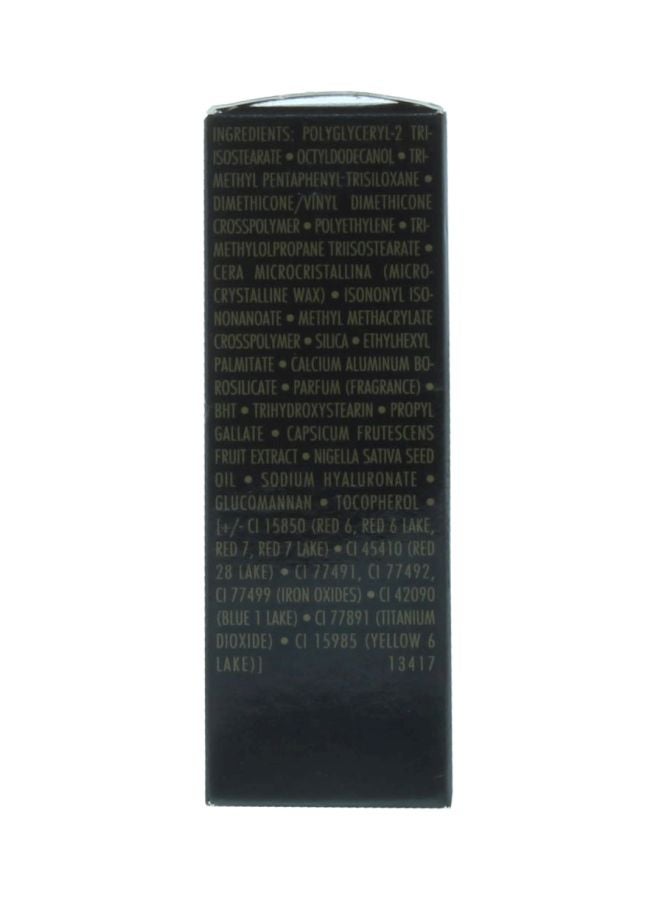 INGREDIENTS: POLYGLYCERYL-2 TRI-
ISOSTEARATE • OCTYLDODECANOL • TRI-
METHYL PENTAPHENYL TRISILOXANE •
DIMETHICONE/VINYL DIMETHICONE
CROSSPOLYMER • POLYETHYLENE • TRI-
METHYLOLPROPANE TRIISOSTEARATE •
CERA MICROCRISTALLINA (MICRO-
CRYSTALLINE WAX) • ISONONYL ISO-
NONANOATE • METHYL METHACRYLATE
CROSSPOLYMER • SILICA • ETHYLHEXYL
PALMITATE • CALCIUM ALUMINUM BO-
ROSILICATE • PARFUM (FRAGRANCE) •
BHT • TRIHYDROXYSTEARIN • PROPYL
GALLATE • CAPSICUM FRUTESCENS
FRUIT EXTRACT • NIGELLA SATIVA SEED
OIL • SODIUM HYALURONATE •
GLUCOMANNAN • TOCOPHEROL •
[+/- CI 15850 (RED 6, RED 6 LAKE,
RED 7, RED 7 LAKE) • CI 45410 (RED
28 LAKE) • CI 77491, CI 77492,
CI 77499 (IRON OXIDES) • CI 42090
(BLUE 1 LAKE) • CI 77891 (TITANIUM
DIOXIDE) • CI 15985 (YELLOW 6
LAKE)] 13417